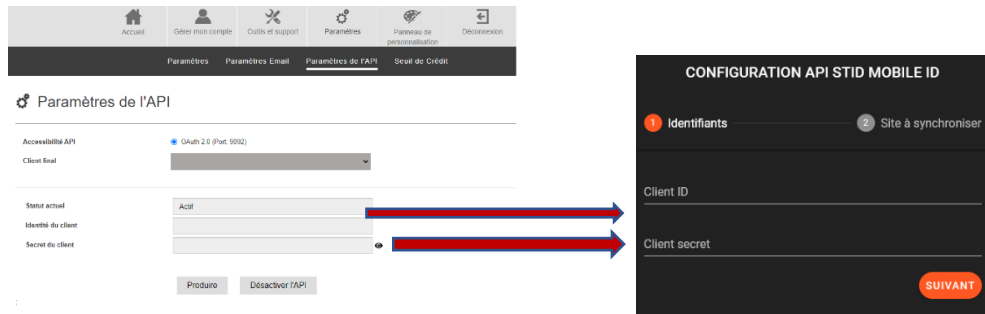 Accueil
Gérer mon compte
Outils et support
Paramètres
Panneau de personnalisation
Déconnexion
Paramètres Paramètres Email Paramètres de l'API Seuil de Crédit
Paramètres de l'API
Accessibilité API
OAuth 2.0 (Port: 9092)
Client final
Statut actuel
Actif
Identité du client
Secret du client
Produire Désactiver l'API
:
CONFIGURATION API STID MOBILE ID
1 Identifiants 2 Site à synchroniser
Client ID
Client secret
SUIVANT